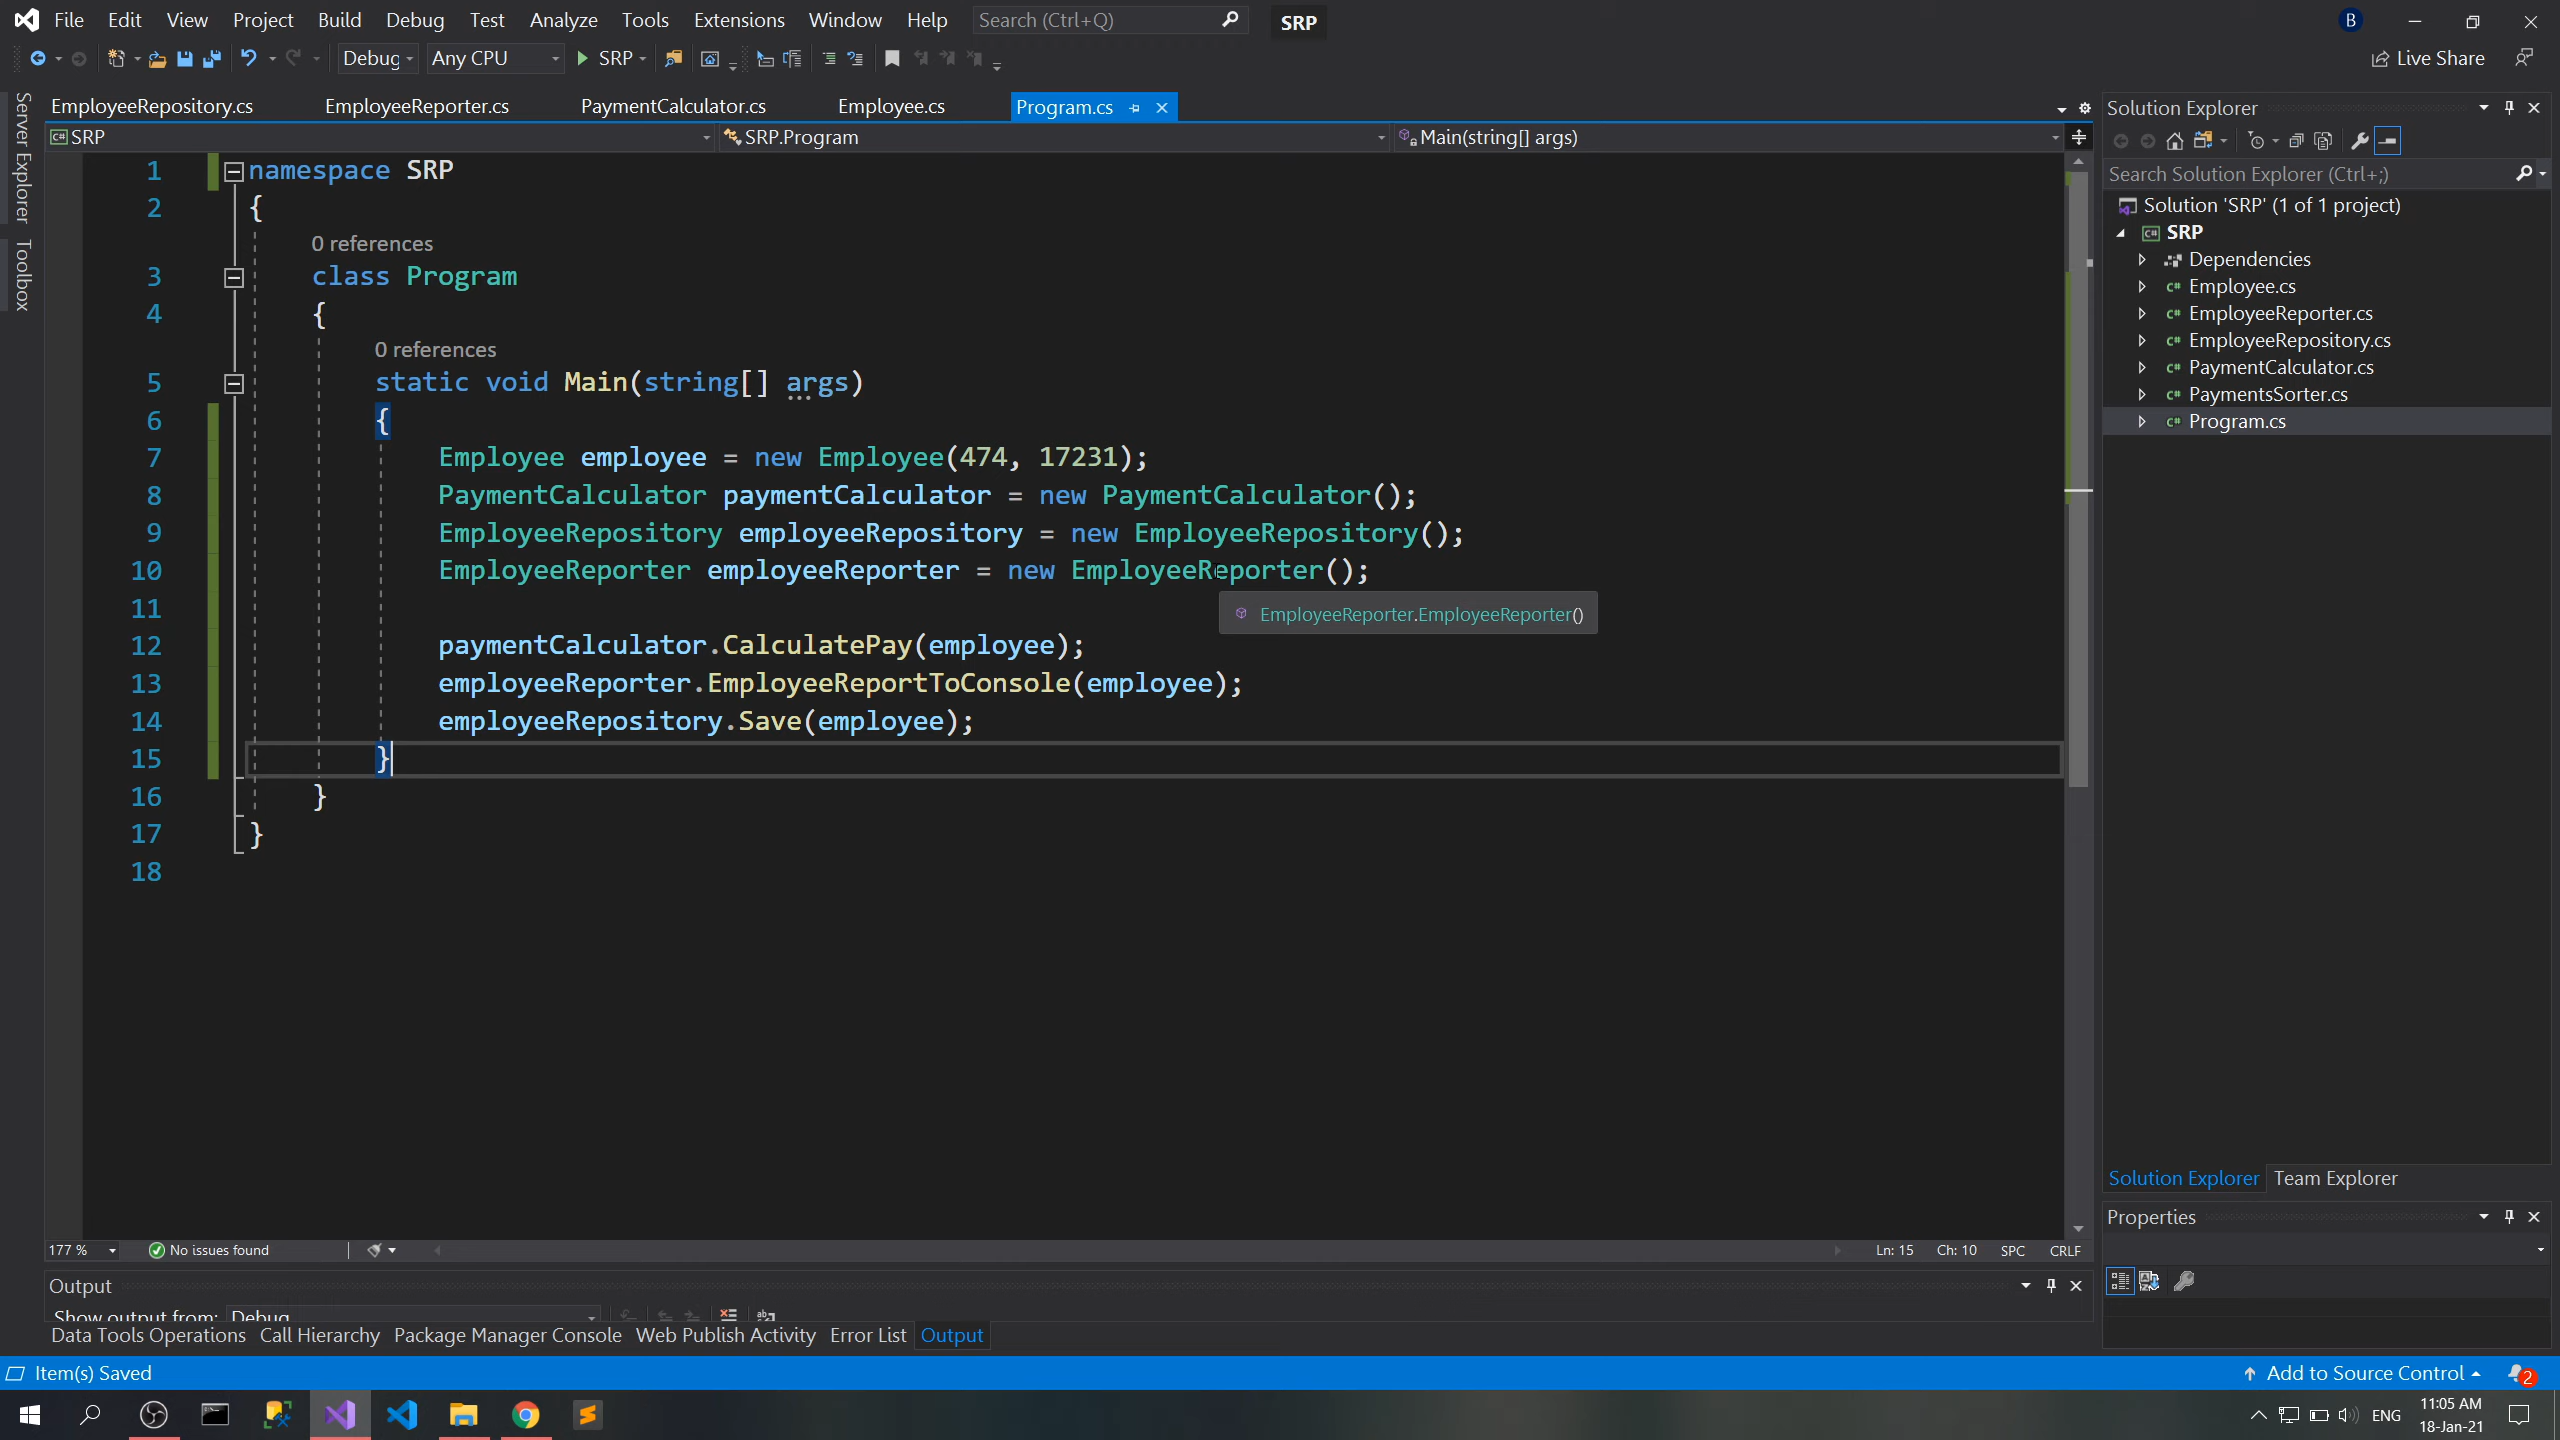 File Edit View Project Build Debug Test Analyze Tools Extensions Window Help Search (Ctrl+Q) SRP B
Debug Any CPU SRP Live Share
Server Explorer
Toolbox
EmployeeRepository.cs EmployeeReporter.cs PaymentCalculator.cs Employee.cs Program.cs
C# SRP SRP.Program Main(string[] args)
1 namespace SRP
2 {
0 references
3 class Program
4 {
0 references
5 static void Main(string[] args)
6 {
7 Employee employee = new Employee(474, 17231);
8 PaymentCalculator paymentCalculator = new PaymentCalculator();
9 EmployeeRepository employeeRepository = new EmployeeRepository();
10 EmployeeReporter employeeReporter = new EmployeeReporter();
11
EmployeeReporter.EmployeeReporter()
12 paymentCalculator.CalculatePay(employee);
13 employeeReporter.EmployeeReportToConsole(employee);
14 employeeRepository.Save(employee);
15 }
16 }
17 }
18
177 % No issues found Ln: 15 Ch: 10 SPC CRLF
Output
Show output from: Debug
Data Tools Operations Call Hierarchy Package Manager Console Web Publish Activity Error List Output
Solution Explorer
Search Solution Explorer (Ctrl+;)
Solution 'SRP' (1 of 1 project)
C# SRP
Dependencies
C# Employee.cs
C# EmployeeReporter.cs
C# EmployeeRepository.cs
C# PaymentCalculator.cs
C# PaymentsSorter.cs
C# Program.cs
Solution Explorer Team Explorer
Properties
Item(s) Saved Add to Source Control 2
ENG 11:05 AM
18-Jan-21